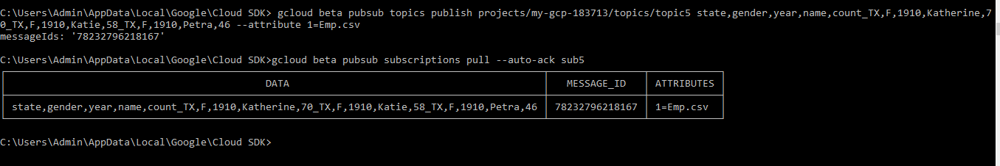 C:\Users\Admin\AppData\Local\Google\Cloud SDK> gcloud beta pubsub topics publish projects/my-gcp-183713/topics/topic5 state,gender,year,name,count_TX,F,1910,Katherine,7
0_TX,F,1910,Katie,58_TX,F,1910,Petra,46 --attribute 1=Emp.csv
messageIds: '78232796218167'
C:\Users\Admin\AppData\Local\Google\Cloud SDK>gcloud beta pubsub subscriptions pull --auto-ack sub5
DATA MESSAGE_ID ATTRIBUTES
state,gender,year,name,count_TX,F,1910,Katherine,70_TX,F,1910,Katie,58_TX,F,1910,Petra,46 78232796218167 1=Emp.csv
C:\Users\Admin\AppData\Local\Google\Cloud SDK>